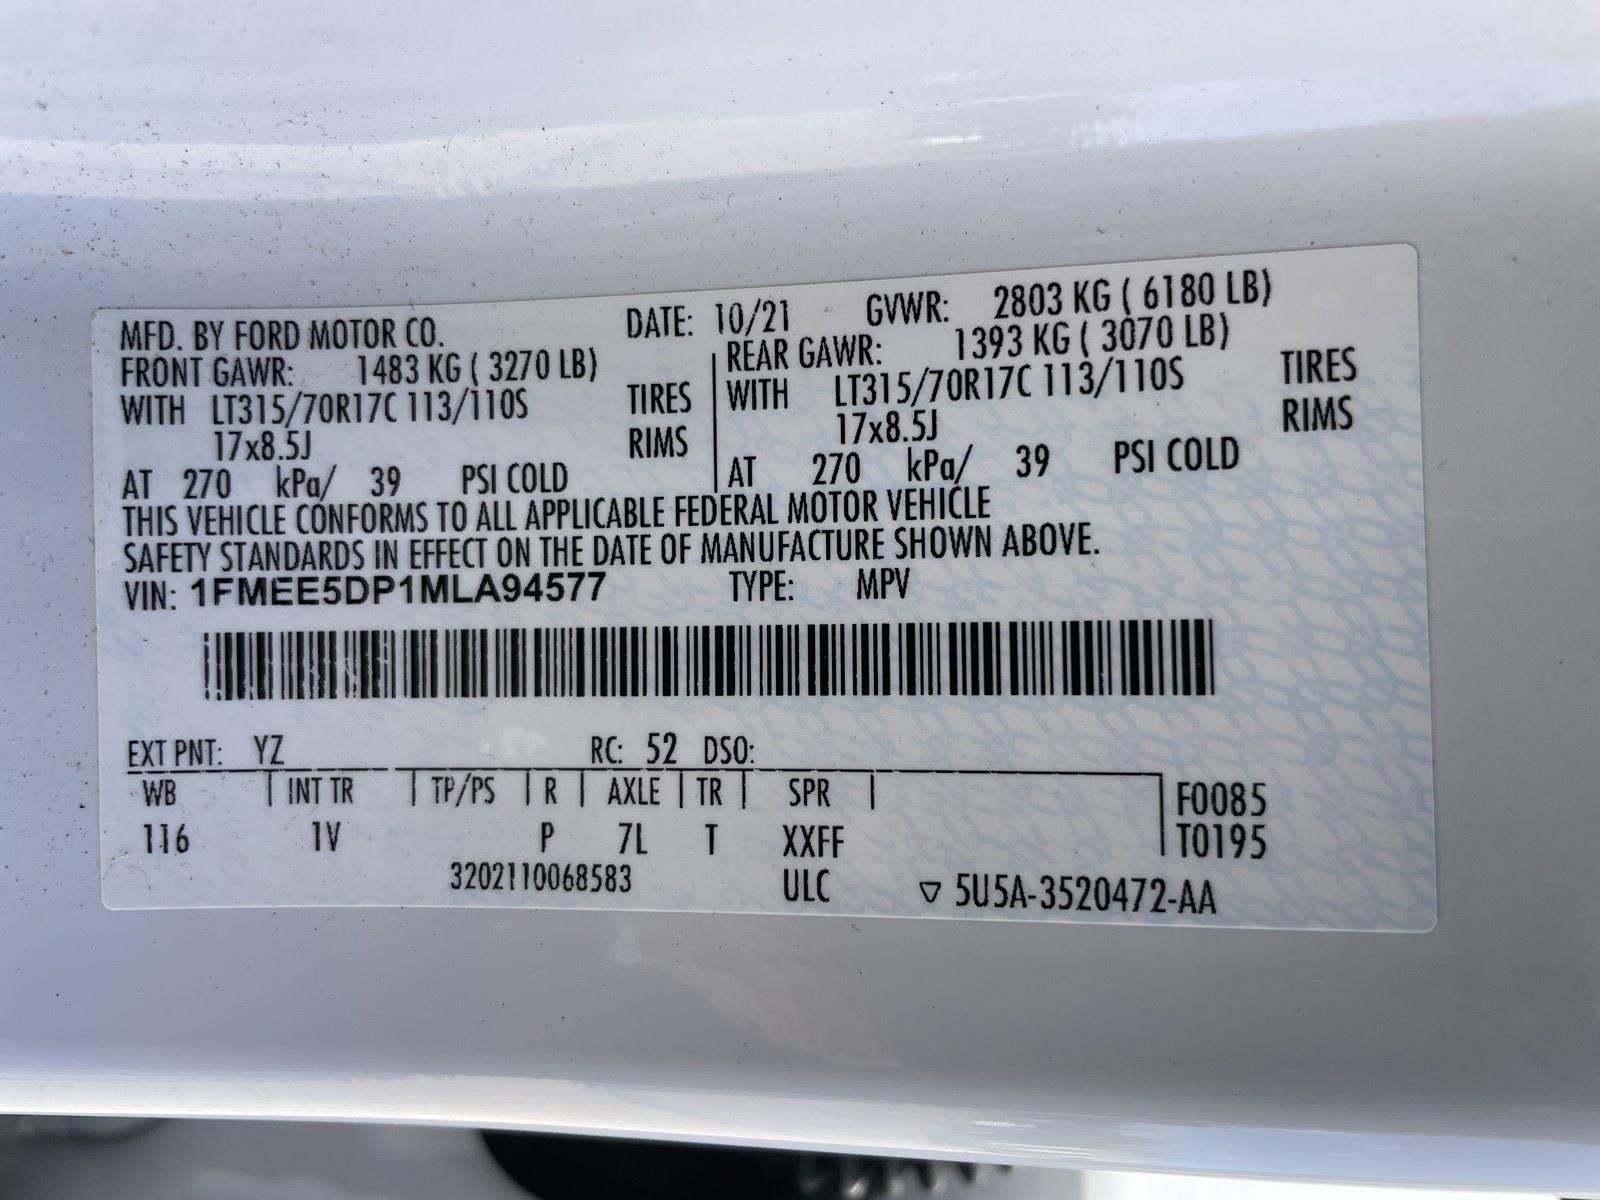 MFD. BY FORD MOTOR CO. DATE: 10/21 GVWR: 2803 KG ( 6180 LB)
FRONT GAWR: 1483 KG ( 3270 LB) REAR GAWR: 1393 KG ( 3070 LB)
WITH LT315/70R17C 113/110S TIRES WITH LT315/70R17C 113/110S TIRES
17x8.5J RIMS 17x8.5J RIMS
AT 270 kPa/ 39 PSI COLD AT 270 kPa/ 39 PSI COLD
THIS VEHICLE CONFORMS TO ALL APPLICABLE FEDERAL MOTOR VEHICLE
SAFETY STANDARDS IN EFFECT ON THE DATE OF MANUFACTURE SHOWN ABOVE.
VIN: 1FMEE5DP1MLA94577 TYPE: MPV
EXT PNT: YZ RC: 52 DSO:
WB INT TR TP/PS R AXLE TR SPR F0085
116 1V P 7L T XXFF T0195
3202110068583 ULC ▽ 5U5A-3520472-AA